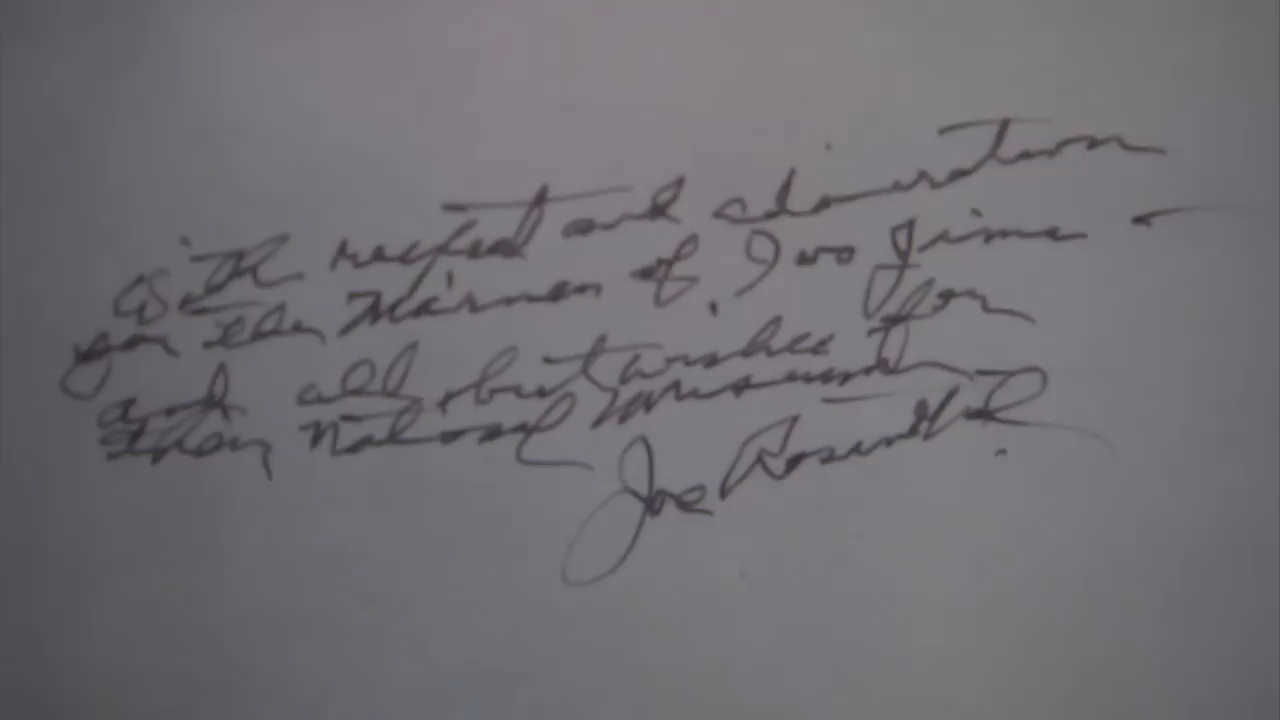 With respect and admiration
for the Marines of Iwo Jima -
and all best wishes for
their National Museum
Joe Rosenthal